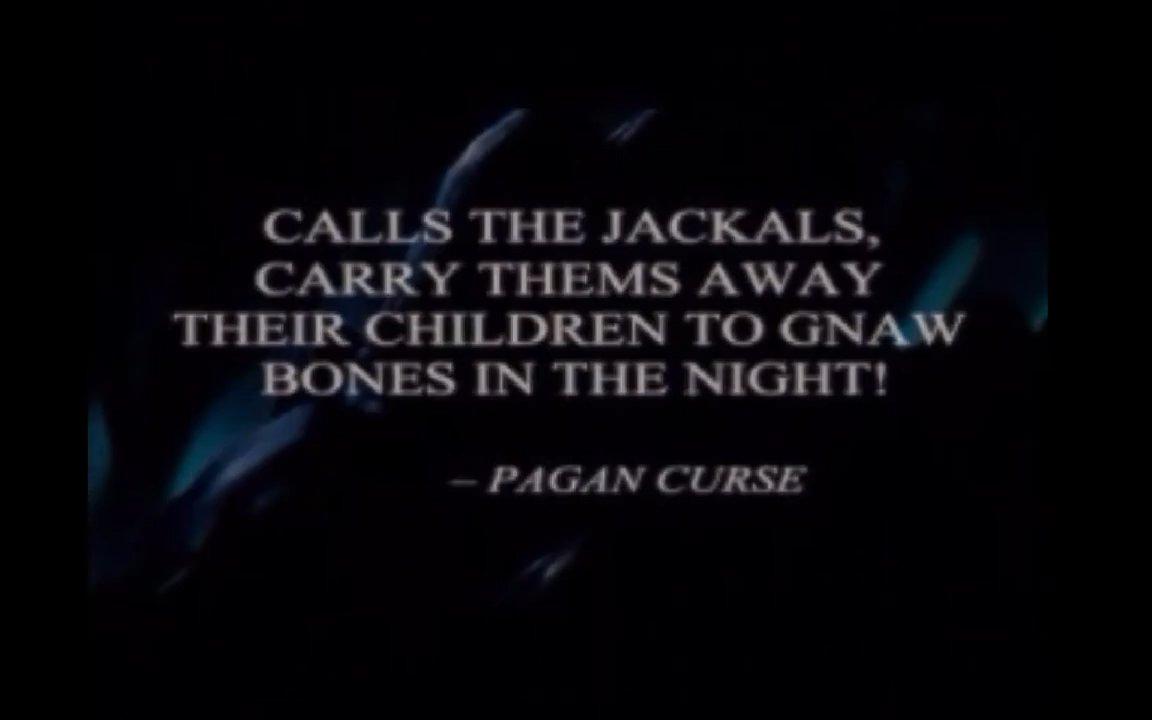 CALLS THE JACKALS,
CARRY THEMS AWAY
THEIR CHILDREN TO GNAW
BONES IN THE NIGHT!
– PAGAN CURSE